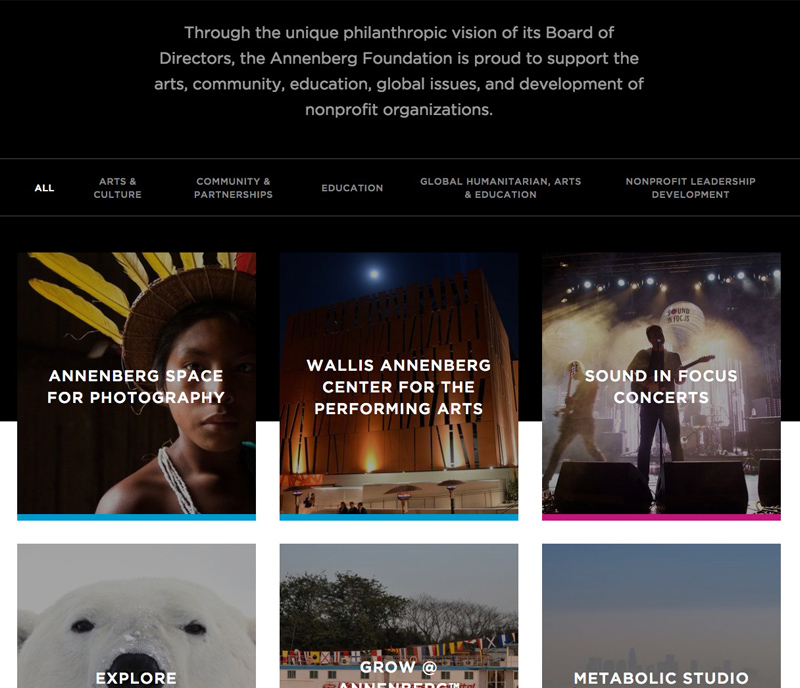 Through the unique philanthropic vision of its Board of
Directors, the Annenberg Foundation is proud to support the
arts, community, education, global issues, and development of
nonprofit organizations.
ALL
ARTS &
CULTURE
COMMUNITY &
PARTNERSHIPS
EDUCATION
GLOBAL HUMANITARIAN, ARTS
& EDUCATION
NONPROFIT LEADERSHIP
DEVELOPMENT
ANNENBERG SPACE
FOR PHOTOGRAPHY
WALLIS ANNENBERG
CENTER FOR THE
PERFORMING ARTS
SOUND
IN FOCUS
SOUND IN FOCUS
CONCERTS
EXPLORE
GROW @
ANNENBERG™
METABOLIC STUDIO